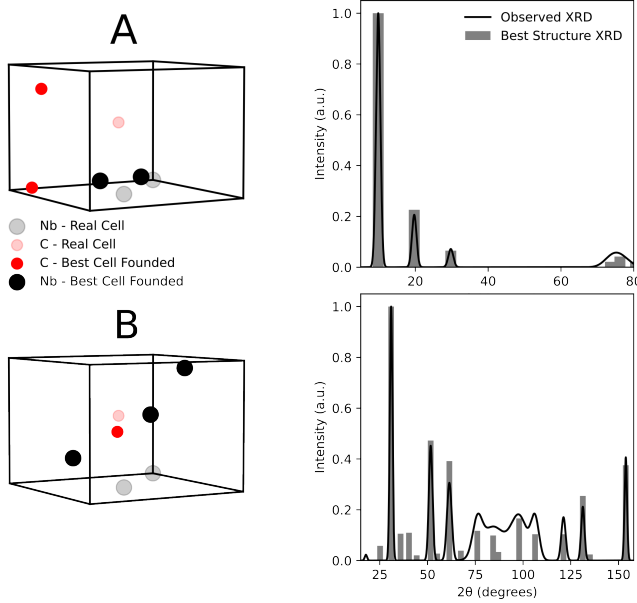 A
Nb - Real Cell
C - Real Cell
C - Best Cell Founded
Nb - Best Cell Founded
B
Observed XRD
Best Structure XRD
Intensity (a.u.)
1.0
0.8
0.6
0.4
0.2
0.0
20
40
60
80
Intensity (a.u.)
1.0
0.8
0.6
0.4
0.2
0.0
25
50
75
100
125
150
2θ (degrees)